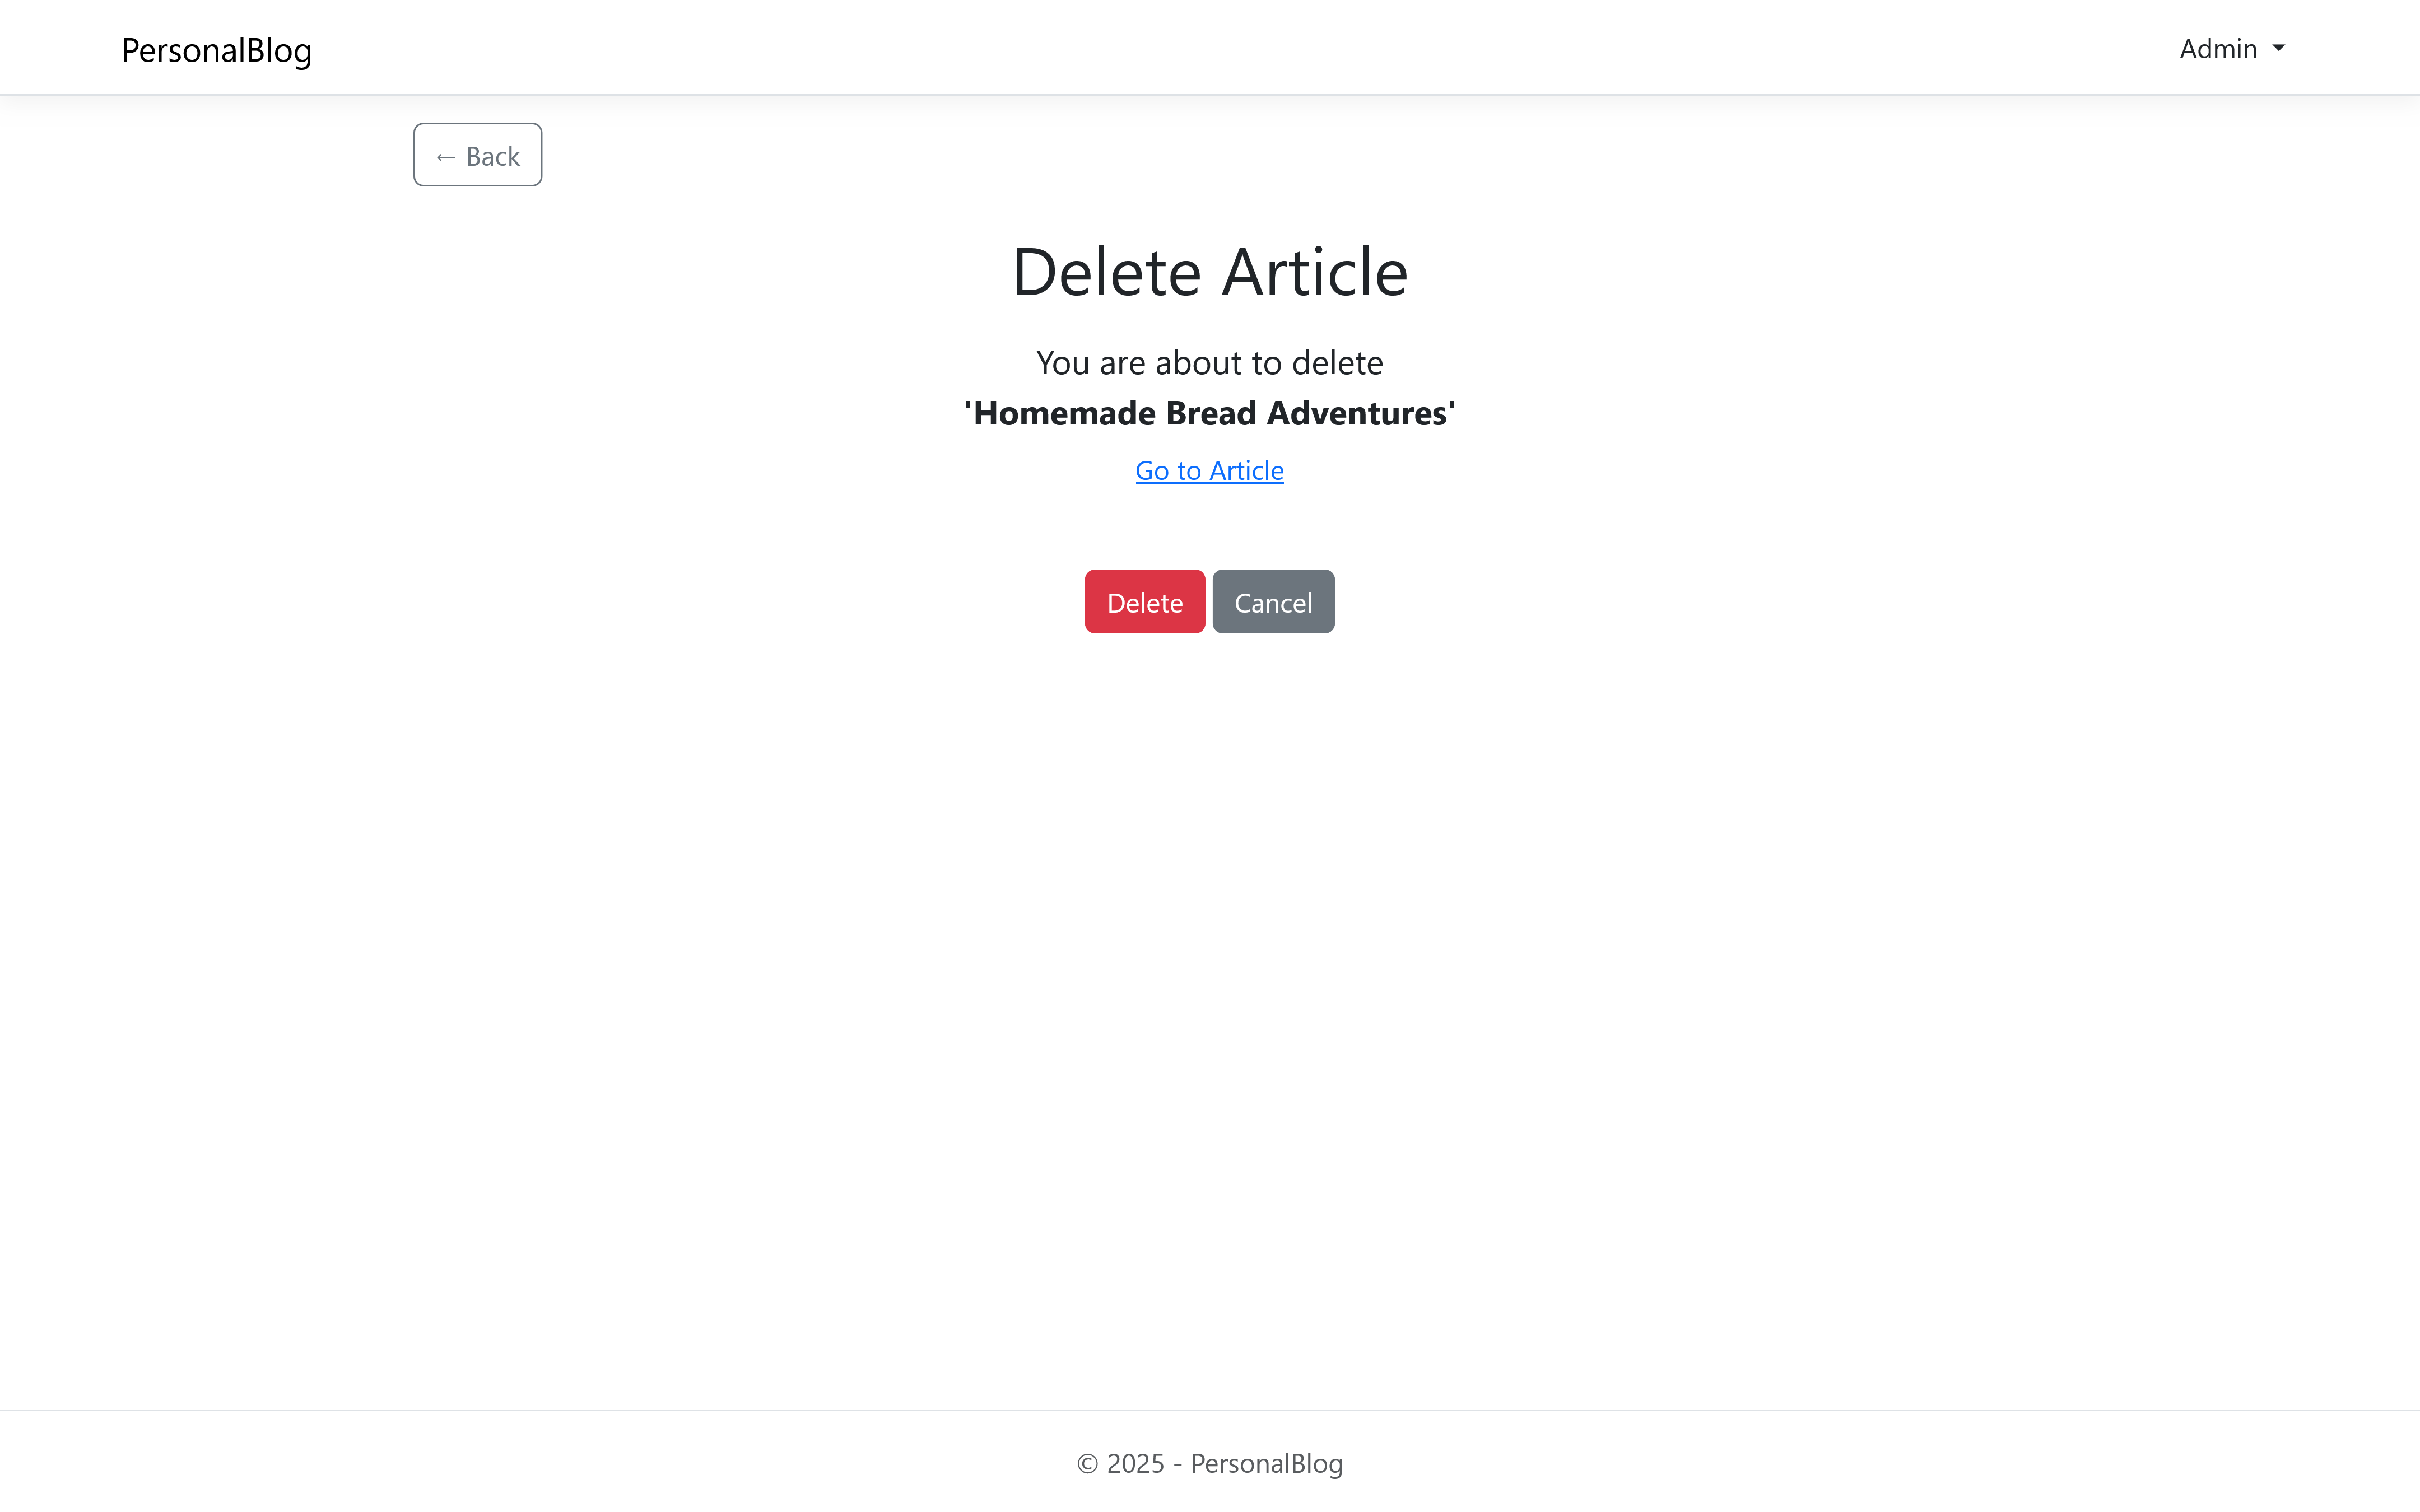 PersonalBlog
Admin
← Back
Delete Article
You are about to delete
'Homemade Bread Adventures'
Go to Article
Delete
Cancel
© 2025 - PersonalBlog